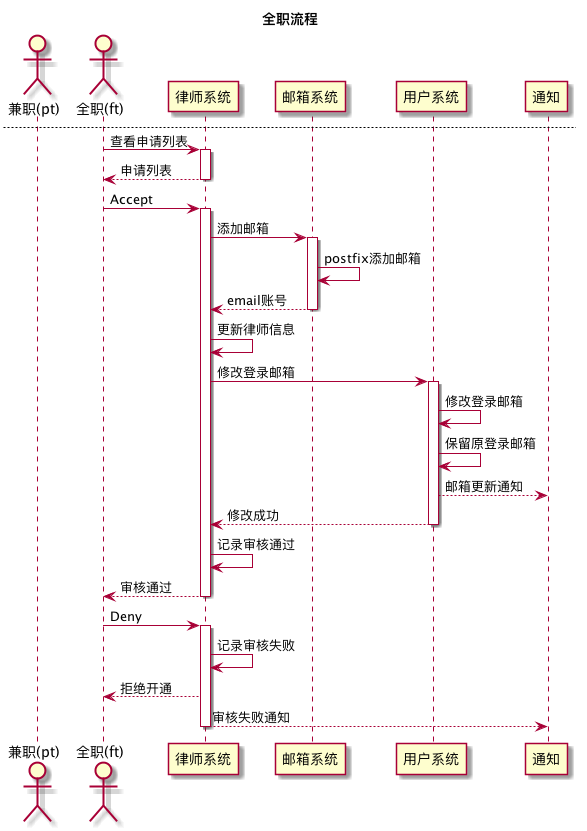 全职流程
兼职(pt) 全职(ft) 律师系统 邮箱系统 用户系统 通知
查看申请列表
申请列表
Accept
添加邮箱
postfix添加邮箱
email账号
更新律师信息
修改登录邮箱
修改登录邮箱
保留原登录邮箱
邮箱更新通知
修改成功
记录审核通过
审核通过
Deny
记录审核失败
拒绝开通
审核失败通知
兼职(pt) 全职(ft) 律师系统 邮箱系统 用户系统 通知